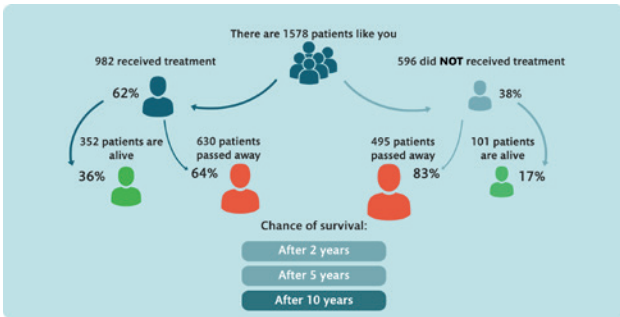 There are 1578 patients like you
982 received treatment
596 did NOT received treatment
62%
38%
352 patients are
alive
36%
630 patients
passed away
64%
495 patients
passed away
83%
101 patients
are alive
17%
Chance of survival:
After 2 years
After 5 years
After 10 years